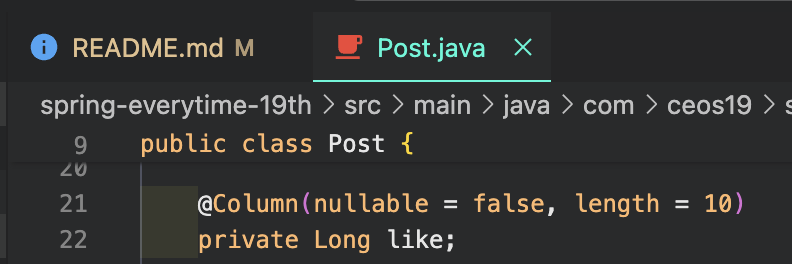 README.md M Post.java ×
spring-everytime-19th > src > main > java > com > ceos19 > s
9 public class Post {
20
21 @Column(nullable = false, length = 10)
22 private Long like;